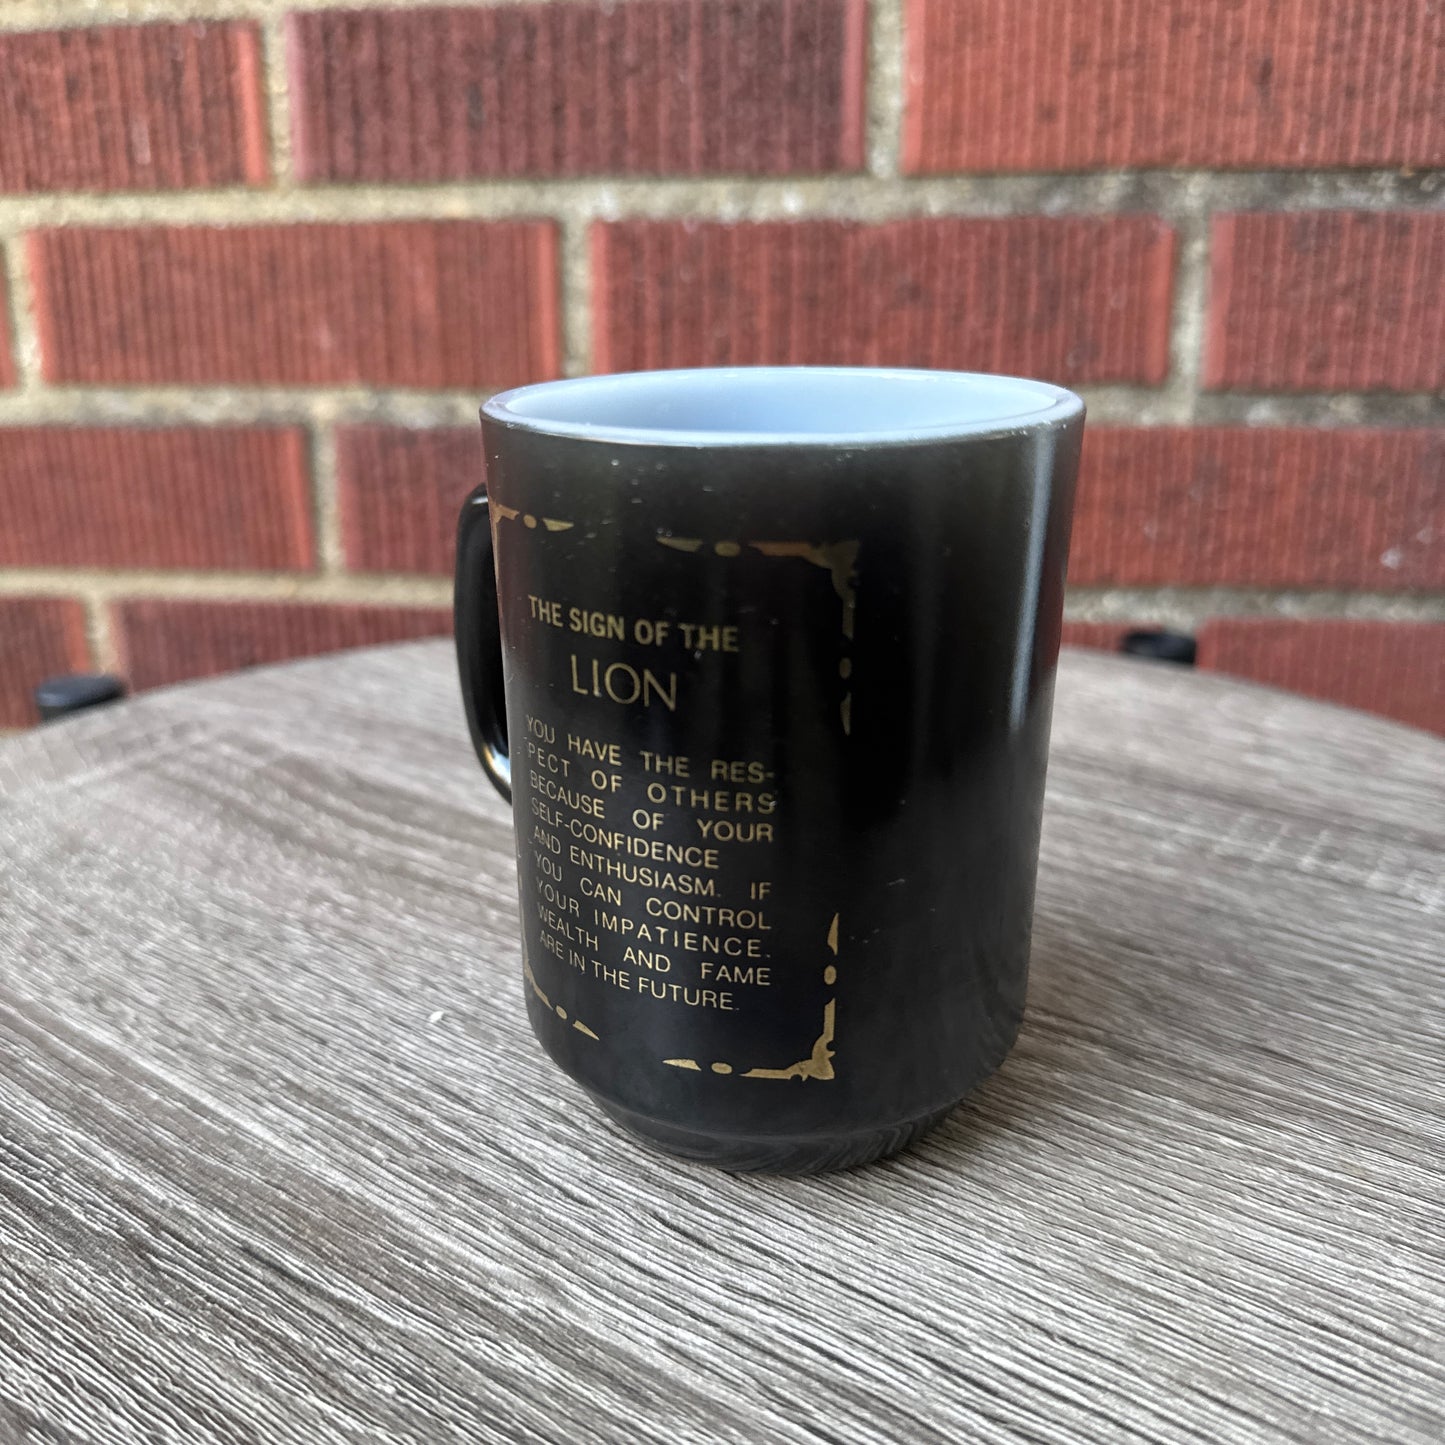 THE SIGN OF THE
LION
YOU HAVE THE RES-
PECT OF OTHERS
BECAUSE OF YOUR
SELF-CONFIDENCE
AND ENTHUSIASM. IF
YOU CAN CONTROL
YOUR IMPATIENCE.
WEALTH AND FAME
ARE IN THE FUTURE.